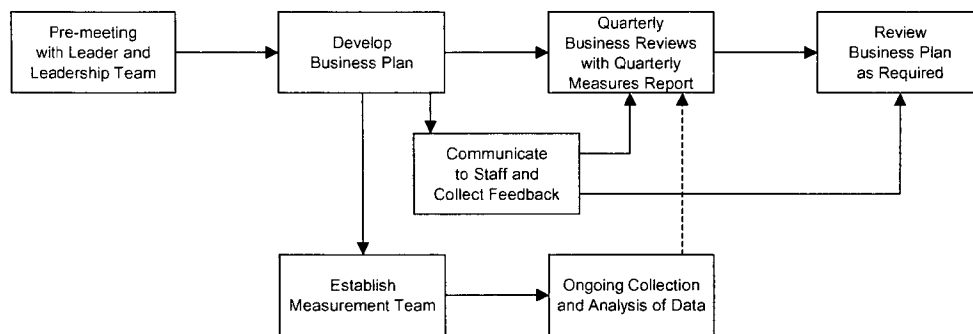 Pre-meeting
with Leader and
Leadership Team
Develop
Business Plan
Quarterly
Business Reviews
with Quarterly
Measures Report
Review
Business Plan
as Required
Communicate
to Staff and
Collect Feedback
Establish
Measurement Team
Ongoing Collection
and Analysis of Data